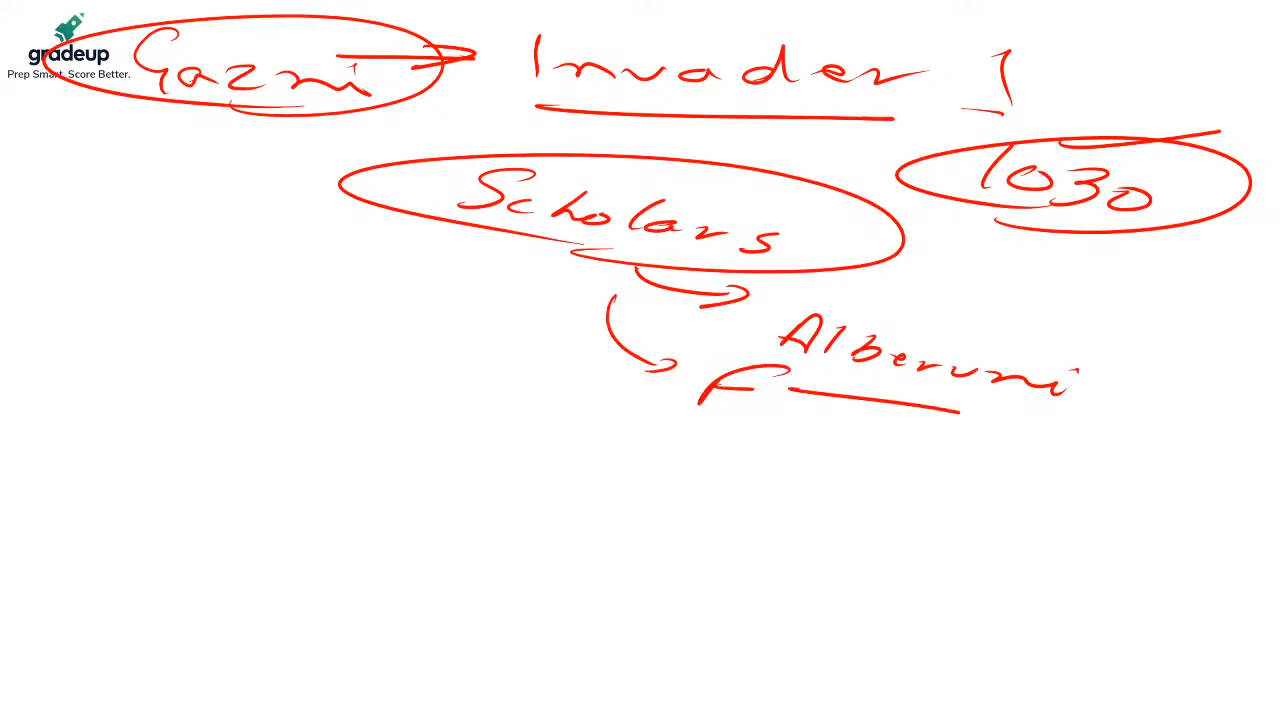 gradeup
Prep Smart. Score Better.
Gazni → Invader 1
1030
Scholars
Alberuni
F